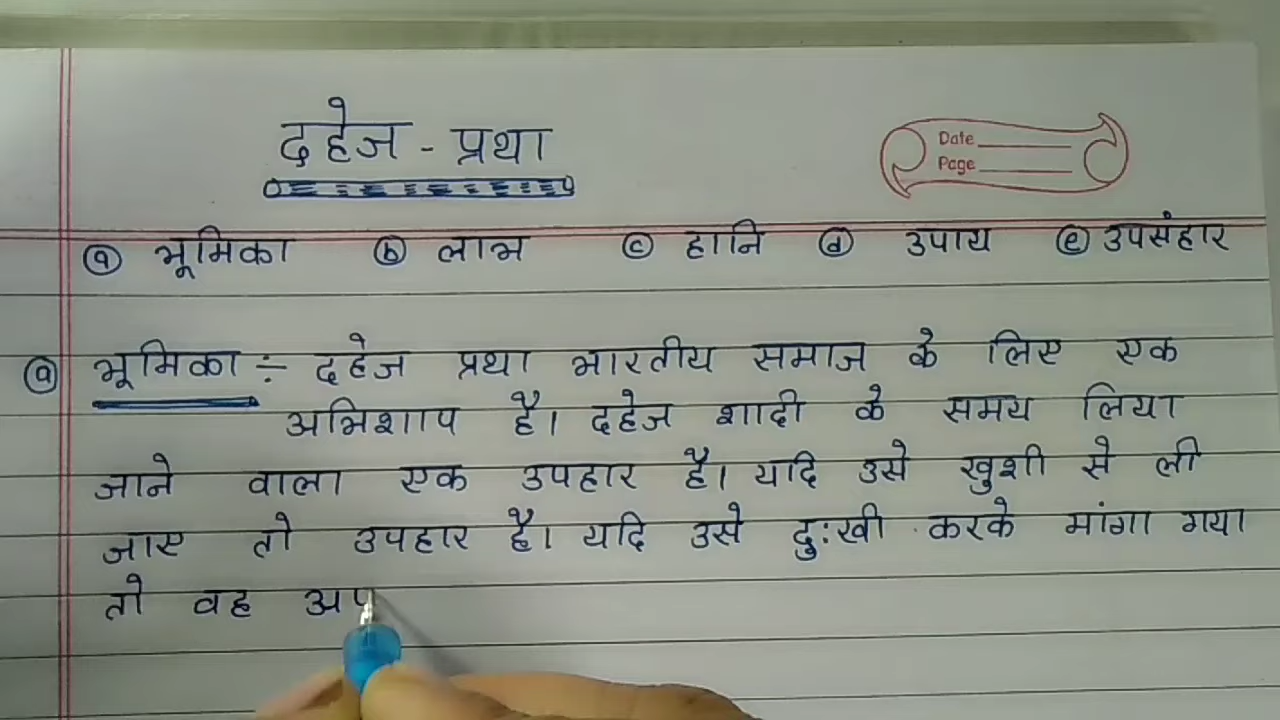 दहेज - प्रथा
Date
Page
ⓐ भूमिका ⓑ लाभ ⓒ हानि ⓓ उपाय ⓔ उपसंहार
ⓐ भूमिका ÷ दहेज प्रथा भारतीय समाज के लिए एक
अभिशाप है। दहेज शादी के समय लिया
जाने वाला एक उपहार है। यदि उसे खुशी से ली
जाए तो उपहार है। यदि उसे दुःखी करके मांगा गया
तो वह